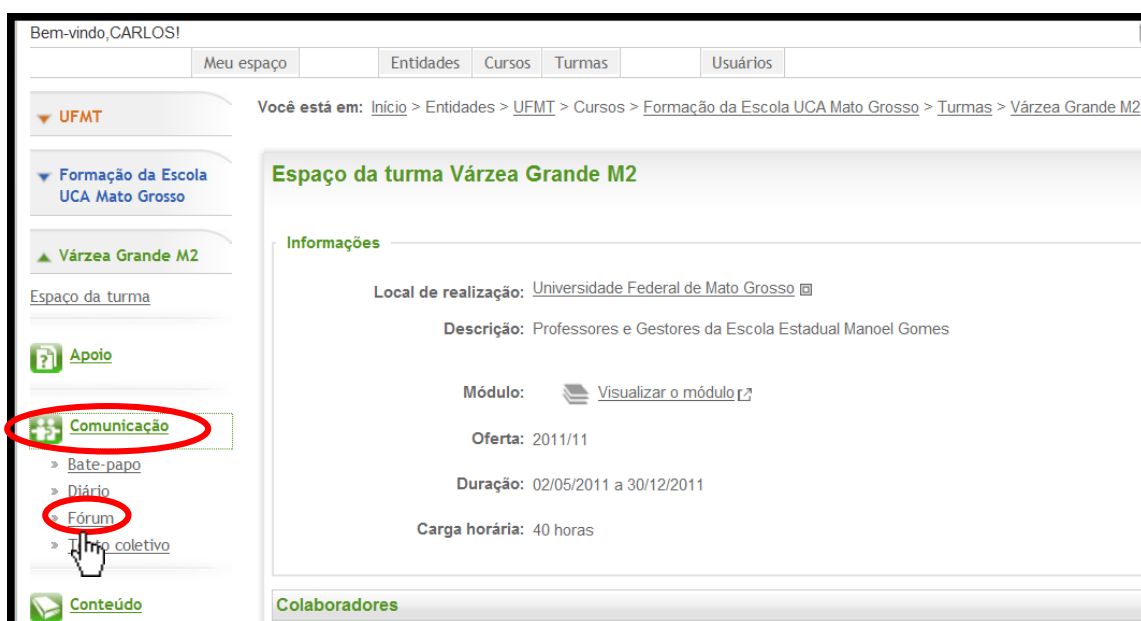 Bem-vindo,CARLOS!
Meu espaço Entidades Cursos Turmas Usuários
Você está em: Início > Entidades > UFMT > Cursos > Formação da Escola UCA Mato Grosso > Turmas > Várzea Grande M2
UFMT
Formação da Escola
UCA Mato Grosso
Várzea Grande M2
Espaço da turma
Apoio
Comunicação
» Bate-papo
» Diário
» Fórum
» coletivo
Conteúdo
Espaço da turma Várzea Grande M2
Informações
Local de realização: Universidade Federal de Mato Grosso
Descrição: Professores e Gestores da Escola Estadual Manoel Gomes
Módulo: Visualizar o módulo
Oferta: 2011/11
Duração: 02/05/2011 a 30/12/2011
Carga horária: 40 horas
Colaboradores